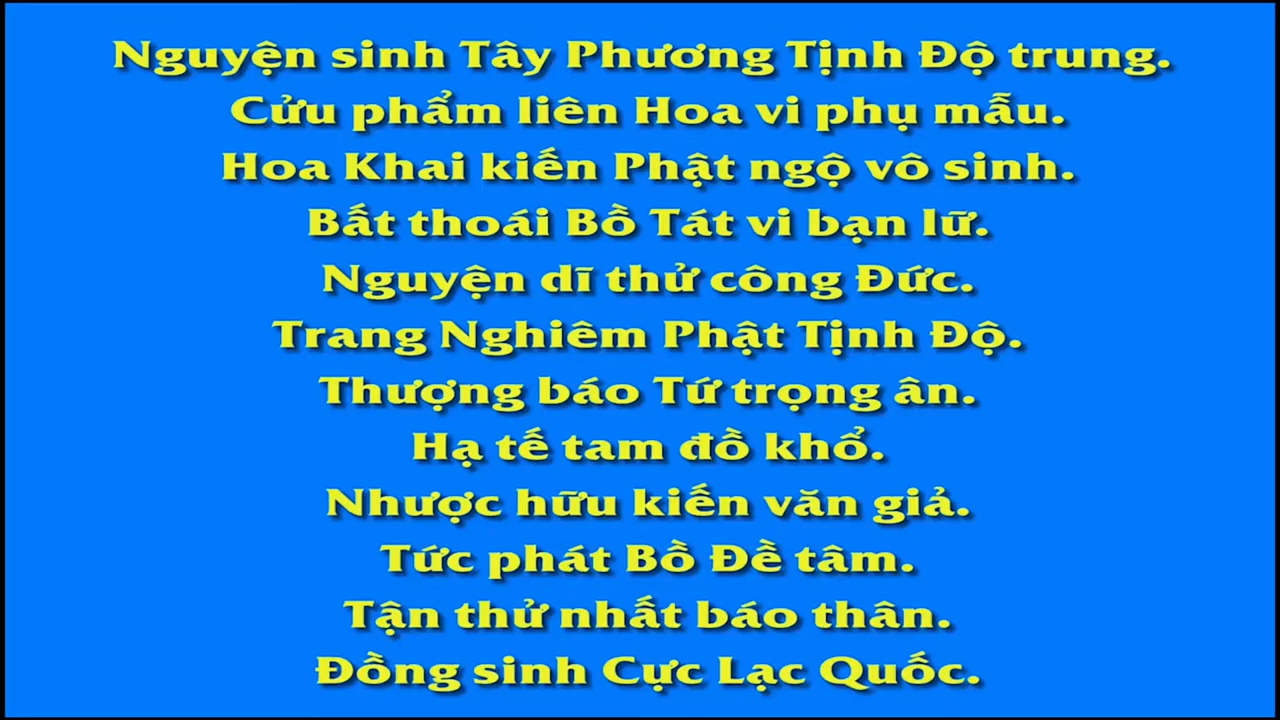 Nguyện sinh Tây Phương Tịnh Độ trung.
Cửu phẩm liên Hoa vi phụ mẫu.
Hoa Khai kiến Phật ngộ vô sinh.
Bất thoái Bồ Tát vi bạn lữ.
Nguyện dĩ thử công Đức.
Trang Nghiêm Phật Tịnh Độ.
Thượng báo Tứ trọng ân.
Hạ tế tam đồ khổ.
Nhược hữu kiến văn giả.
Tức phát Bồ Đề tâm.
Tận thử nhất báo thân.
Đồng sinh Cực Lạc Quốc.